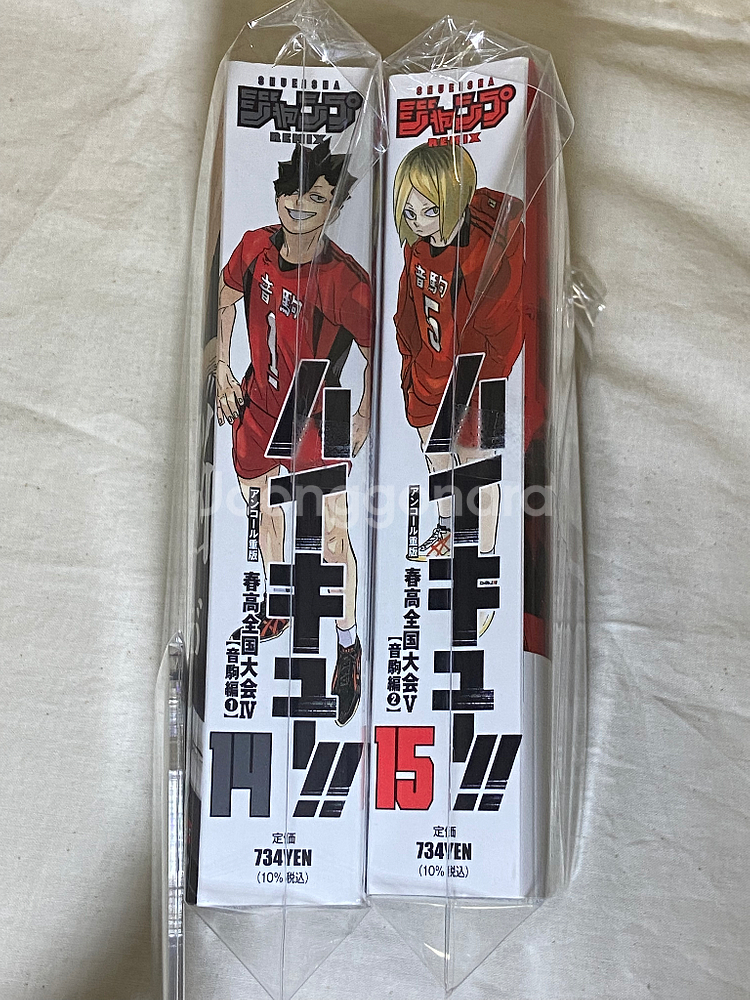 SHUEISHA
ジャンプ
REMIX
音駒
1
ハイキュー!!
アンコール重版
春高全国大会Ⅳ
【音駒編❶】
14
定価
734YEN
(10%税込)
SHUEISHA
ジャンプ
REMIX
音駒
5
ハイキュー!!
アンコール重版
春高全国大会Ⅴ
【音駒編❷】
15
定価
734YEN
(10%税込)
Joonggonara